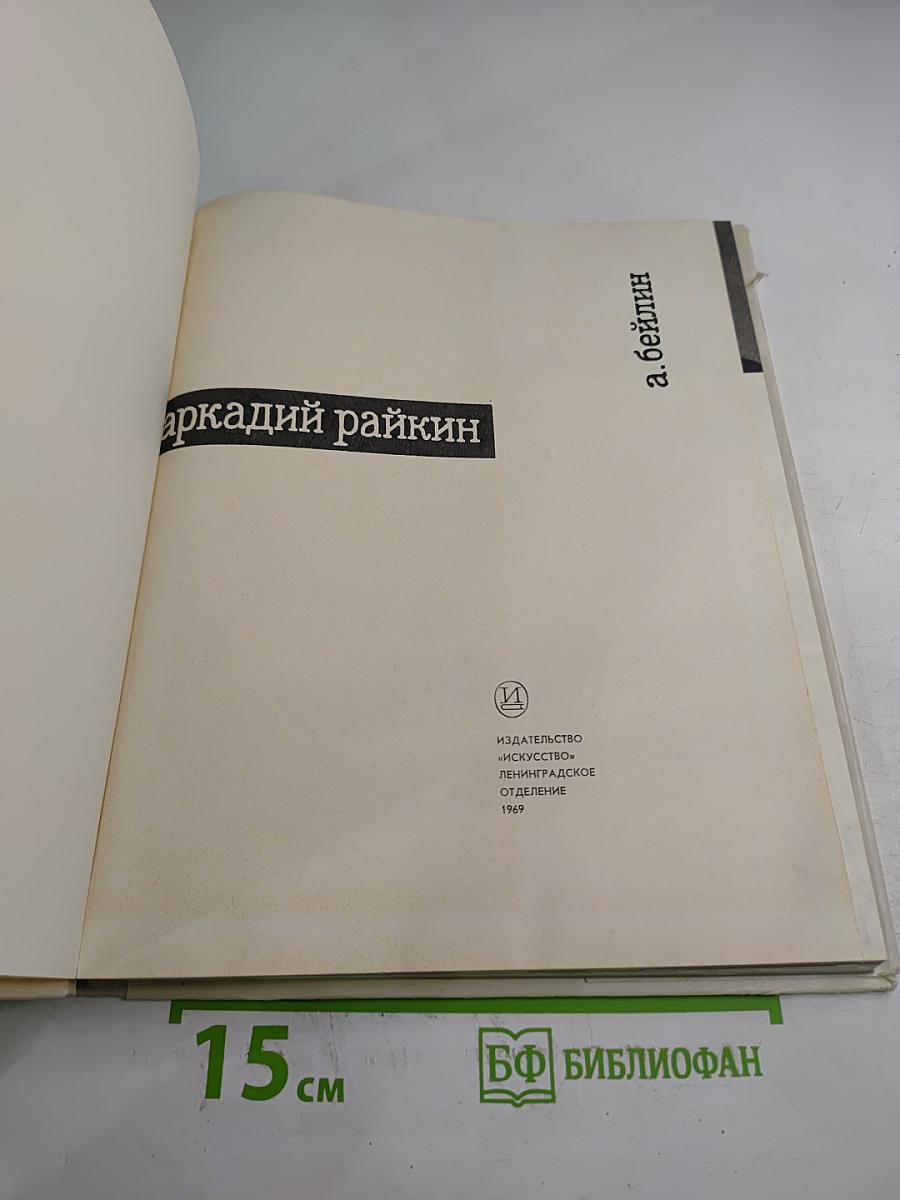 а. бейлин
аркадий райкин
И
ИЗДАТЕЛЬСТВО
«ИСКУССТВО»
ЛЕНИНГРАДСКОЕ
ОТДЕЛЕНИЕ
1969
15 см
БФ БИБЛИОФАН